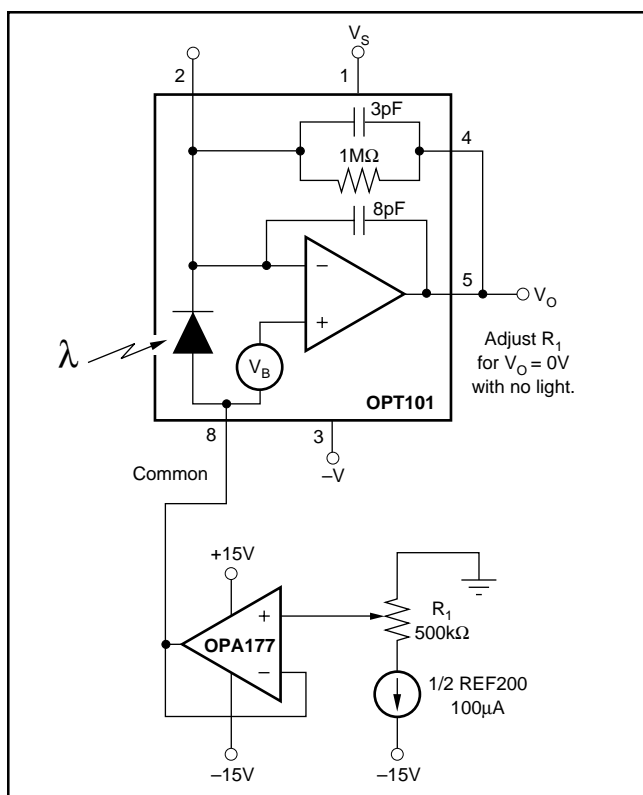 V_S
2
1
3pF
4
1MΩ
8pF
–
5
V_O
+
Adjust R_1
for V_O = 0V
with no light.
λ
V_B
OPT101
8
3
Common
–V
+15V
+
R_1
500kΩ
OPA177
–
1/2 REF200
100µA
–15V
–15V